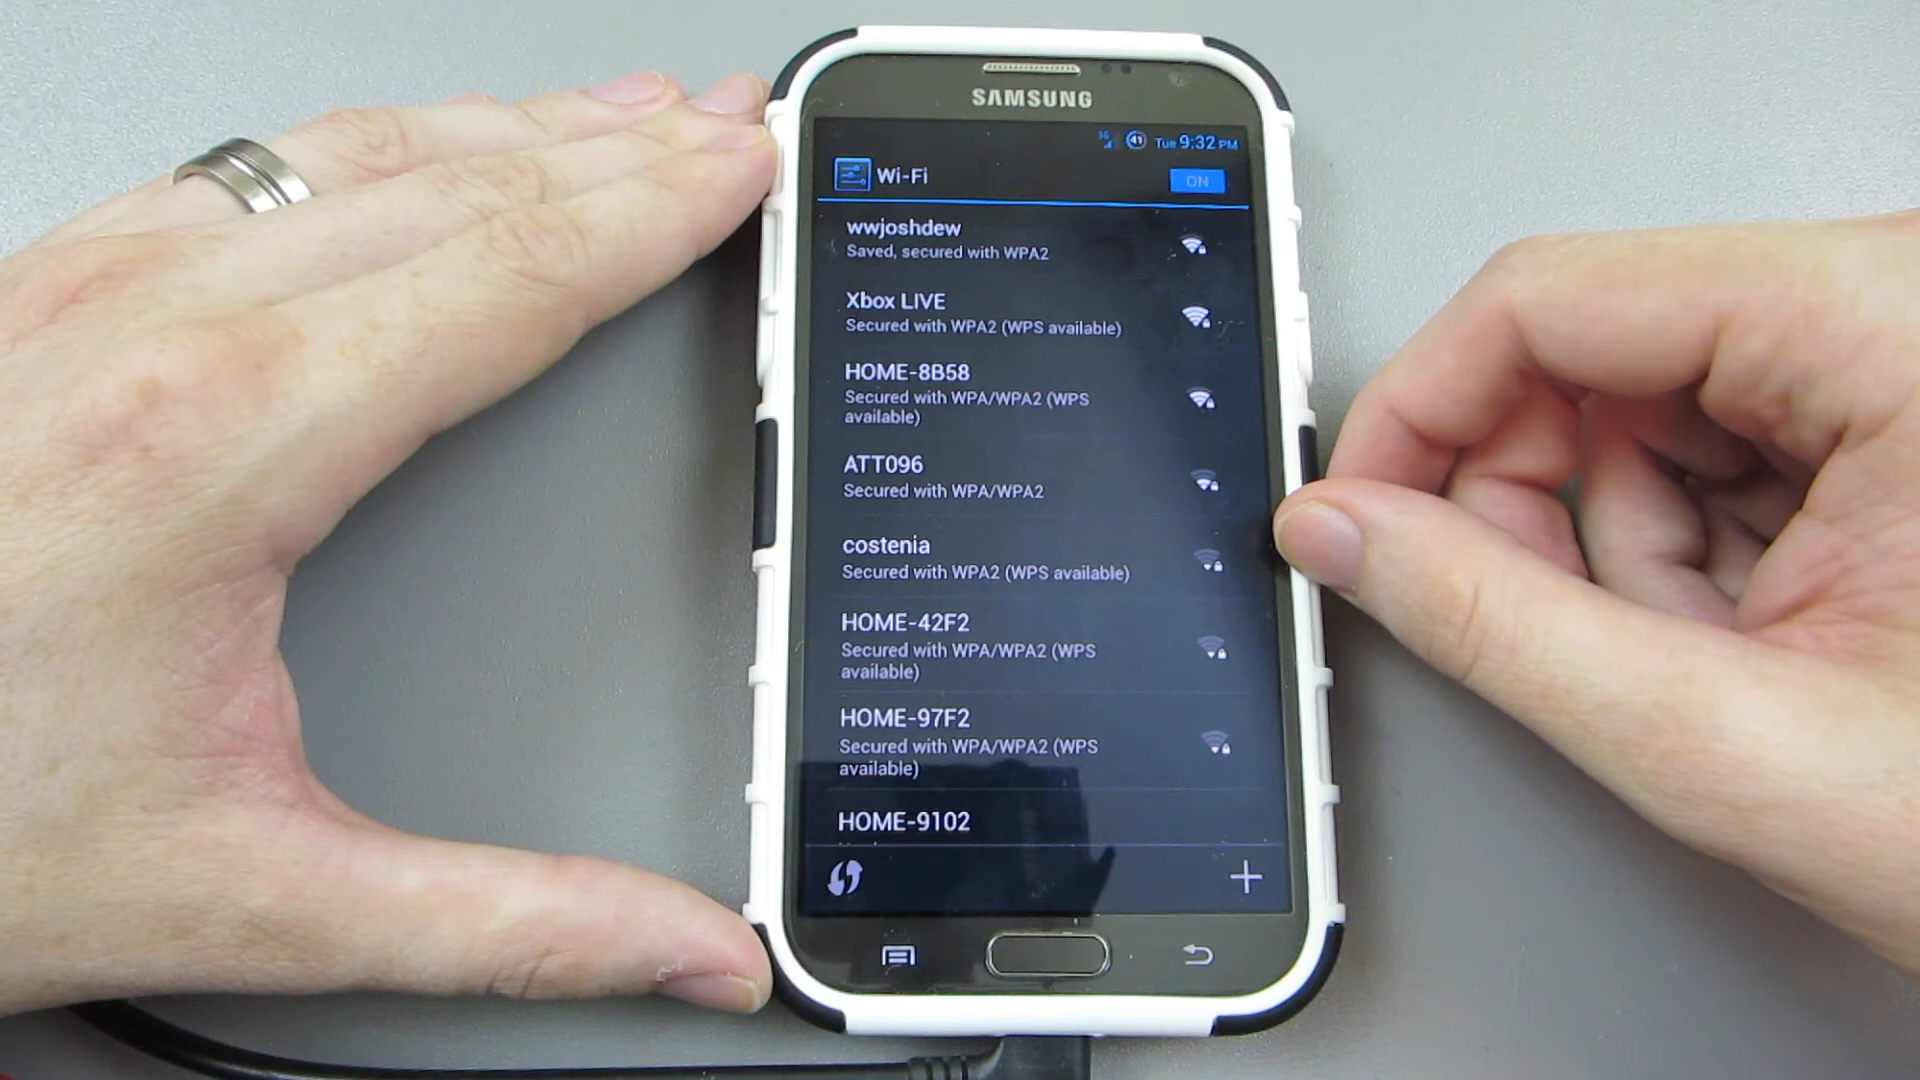 SAMSUNG
3G 41 Tue 9:32 PM
Wi-Fi ON
wwjoshdew
Saved, secured with WPA2
Xbox LIVE
Secured with WPA2 (WPS available)
HOME-8B58
Secured with WPA/WPA2 (WPS
available)
ATT096
Secured with WPA/WPA2
costenia
Secured with WPA2 (WPS available)
HOME-42F2
Secured with WPA/WPA2 (WPS
available)
HOME-97F2
Secured with WPA/WPA2 (WPS
available)
HOME-9102